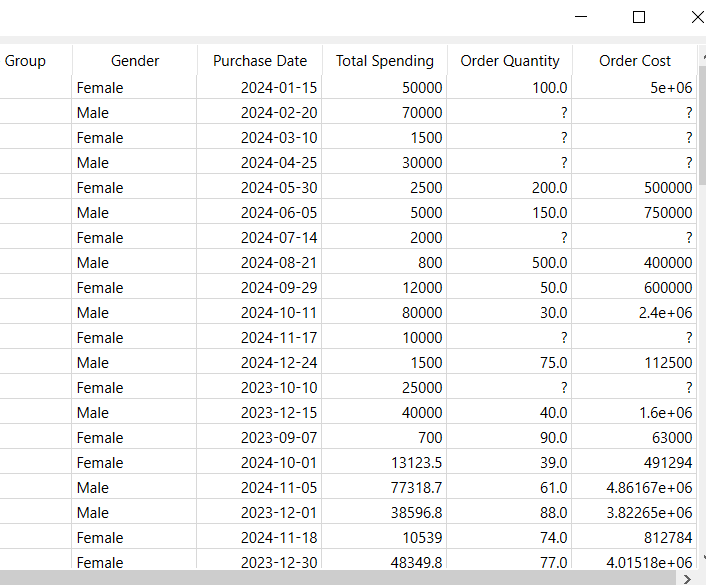 Group Gender Purchase Date Total Spending Order Quantity Order Cost
Female 2024-01-15 50000 100.0 5e+06
Male 2024-02-20 70000 ? ?
Female 2024-03-10 1500 ? ?
Male 2024-04-25 30000 ? ?
Female 2024-05-30 2500 200.0 500000
Male 2024-06-05 5000 150.0 750000
Female 2024-07-14 2000 ? ?
Male 2024-08-21 800 500.0 400000
Female 2024-09-29 12000 50.0 600000
Male 2024-10-11 80000 30.0 2.4e+06
Female 2024-11-17 10000 ? ?
Male 2024-12-24 1500 75.0 112500
Female 2023-10-10 25000 ? ?
Male 2023-12-15 40000 40.0 1.6e+06
Female 2023-09-07 700 90.0 63000
Female 2024-10-01 13123.5 39.0 491294
Male 2024-11-05 77318.7 61.0 4.86167e+06
Male 2023-12-01 38596.8 88.0 3.82265e+06
Female 2024-11-18 10539 74.0 812784
Female 2023-12-30 48349.8 77.0 4.01518e+06